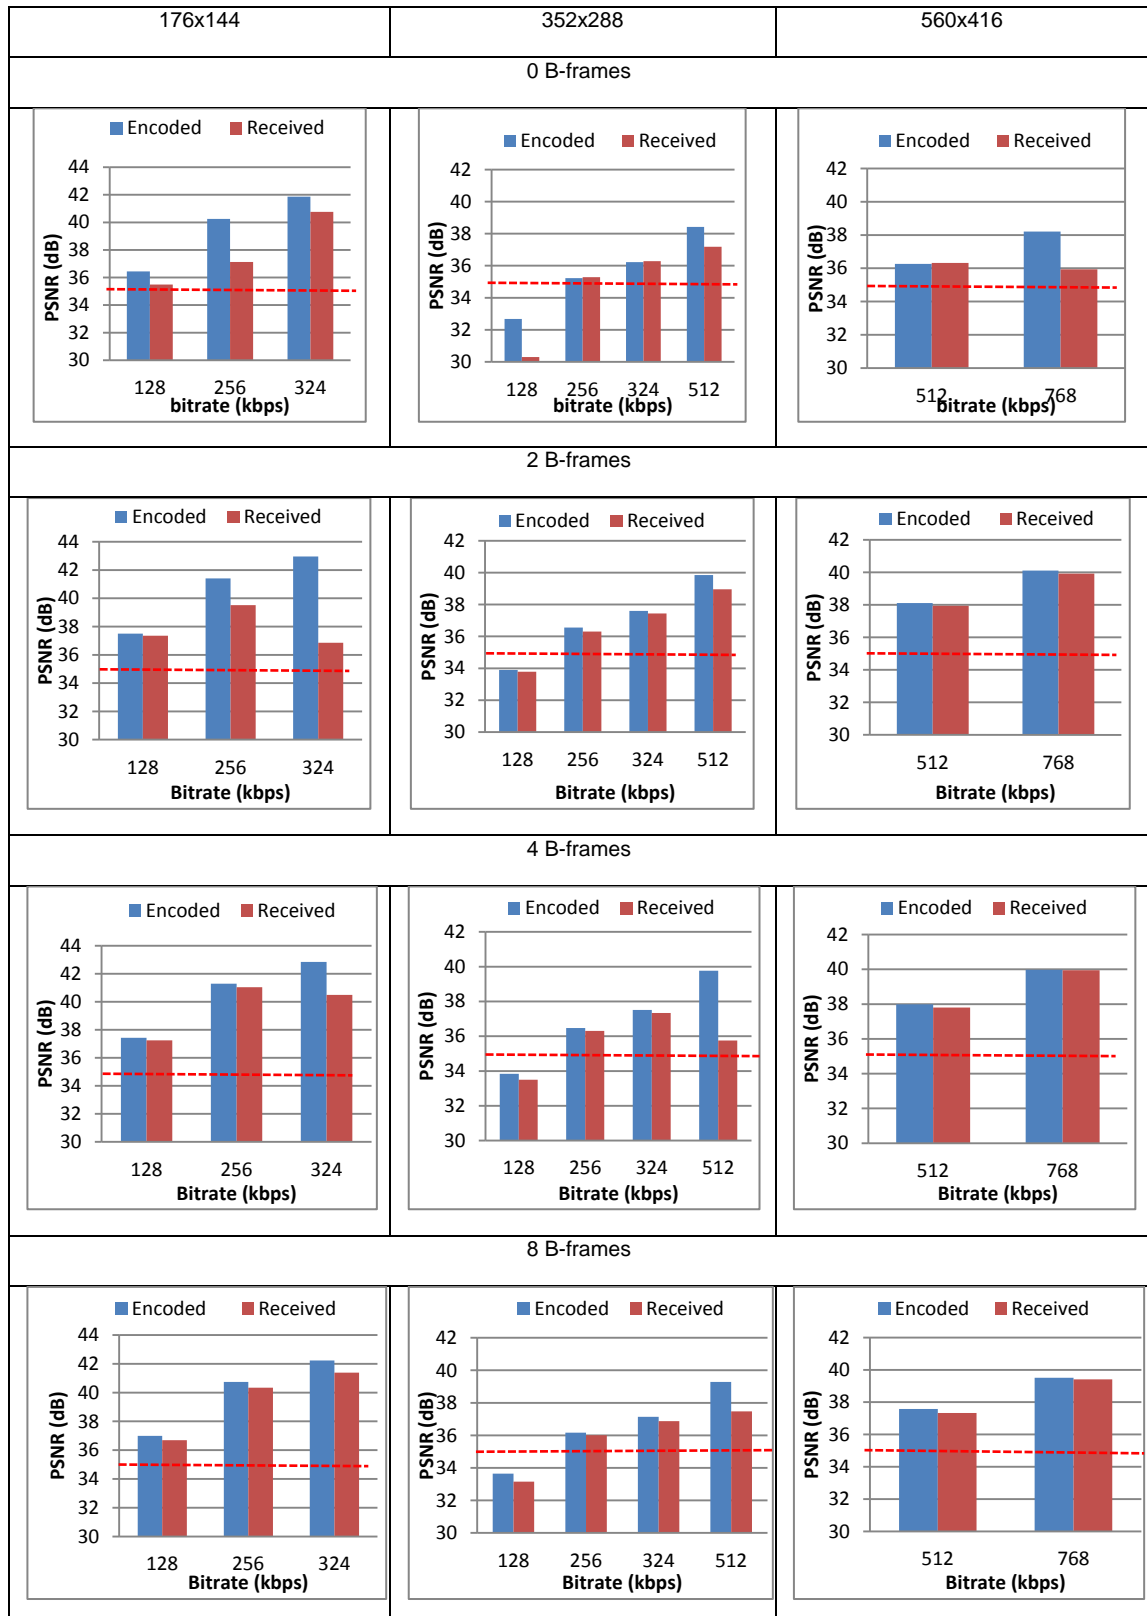 176x144 352x288 560x416
0 B-frames
Encoded Received
44
42
40
38
36
34
32
30
PSNR (dB)
128 256 324
bitrate (kbps)
Encoded Received
42
40
38
36
34
32
30
PSNR (dB)
128 256 324 512
bitrate (kbps)
Encoded Received
42
40
38
36
34
32
30
PSNR (dB)
512 768
bitrate (kbps)
2 B-frames
Encoded Received
44
42
40
38
36
34
32
30
PSNR (dB)
128 256 324
Bitrate (kbps)
Encoded Received
42
40
38
36
34
32
30
PSNR (dB)
128 256 324 512
Bitrate (kbps)
Encoded Received
42
40
38
36
34
32
30
PSNR (dB)
512 768
Bitrate (kbps)
4 B-frames
Encoded Received
44
42
40
38
36
34
32
30
PSNR (dB)
128 256 324
Bitrate (kbps)
Encoded Received
42
40
38
36
34
32
30
PSNR (dB)
128 256 324 512
Bitrate (kbps)
Encoded Received
42
40
38
36
34
32
30
PSNR (dB)
512 768
Bitrate (kbps)
8 B-frames
Encoded Received
44
42
40
38
36
34
32
30
PSNR (dB)
128 256 324
Bitrate (kbps)
Encoded Received
42
40
38
36
34
32
30
PSNR (dB)
128 256 324 512
Bitrate (kbps)
Encoded Received
42
40
38
36
34
32
30
PSNR (dB)
512 768
Bitrate (kbps)